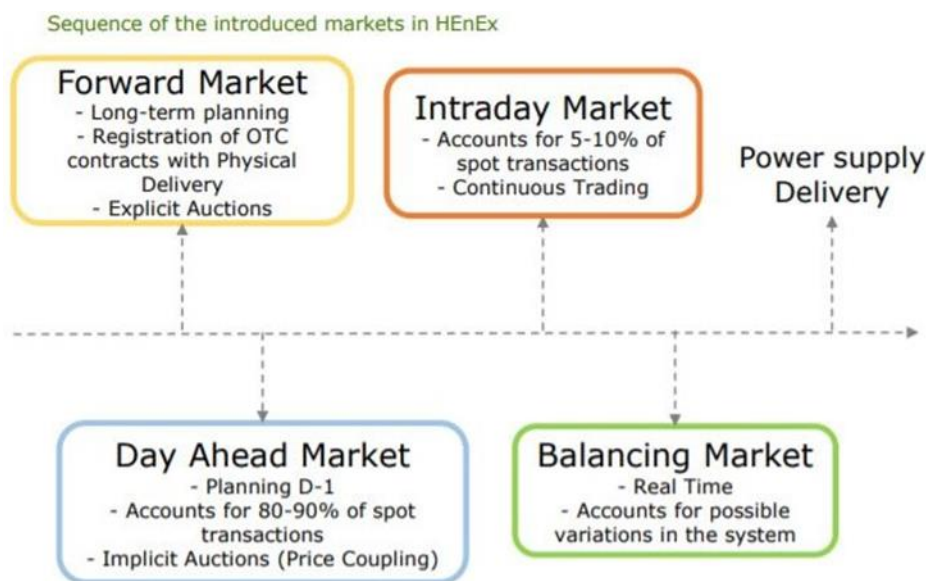 Sequence of the introduced markets in HEnEx
Forward Market
- Long-term planning
- Registration of OTC
contracts with Physical
Delivery
- Explicit Auctions
Intraday Market
- Accounts for 5-10% of
spot transactions
- Continuous Trading
Power supply
Delivery
Day Ahead Market
- Planning D-1
- Accounts for 80-90% of spot
transactions
- Implicit Auctions (Price Coupling)
Balancing Market
- Real Time
- Accounts for possible
variations in the system